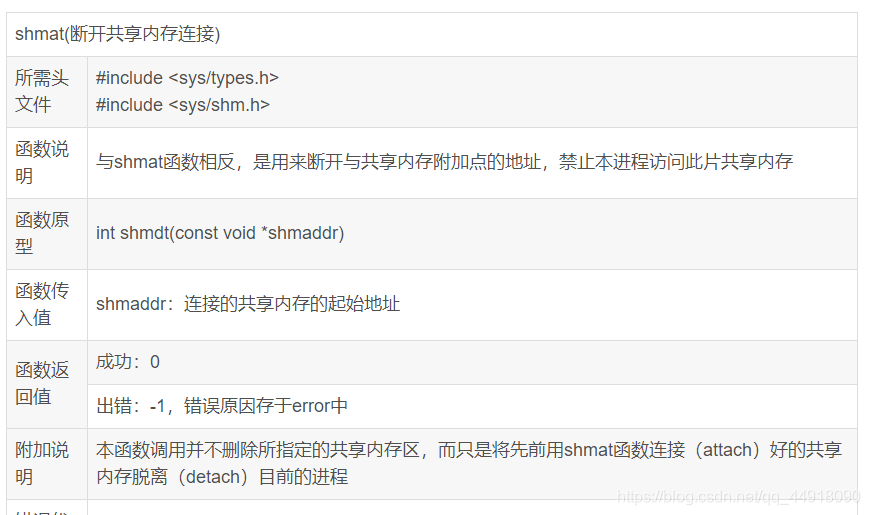 shmat(断开共享内存连接)
所需头
文件
#include <sys/types.h>
#include <sys/shm.h>
函数说
明
与shmat函数相反，是用来断开与共享内存附加点的地址，禁止本进程访问此片共享内存
函数原
型
int shmdt(const void *shmaddr)
函数传
入值
shmaddr：连接的共享内存的起始地址
函数返
回值
成功：0
出错：-1，错误原因存于error中
附加说
明
本函数调用并不删除所指定的共享内存区，而只是将先前用shmat函数连接（attach）好的共享
内存脱离（detach）目前的进程
https://blog.csdn.net/qq_44918090